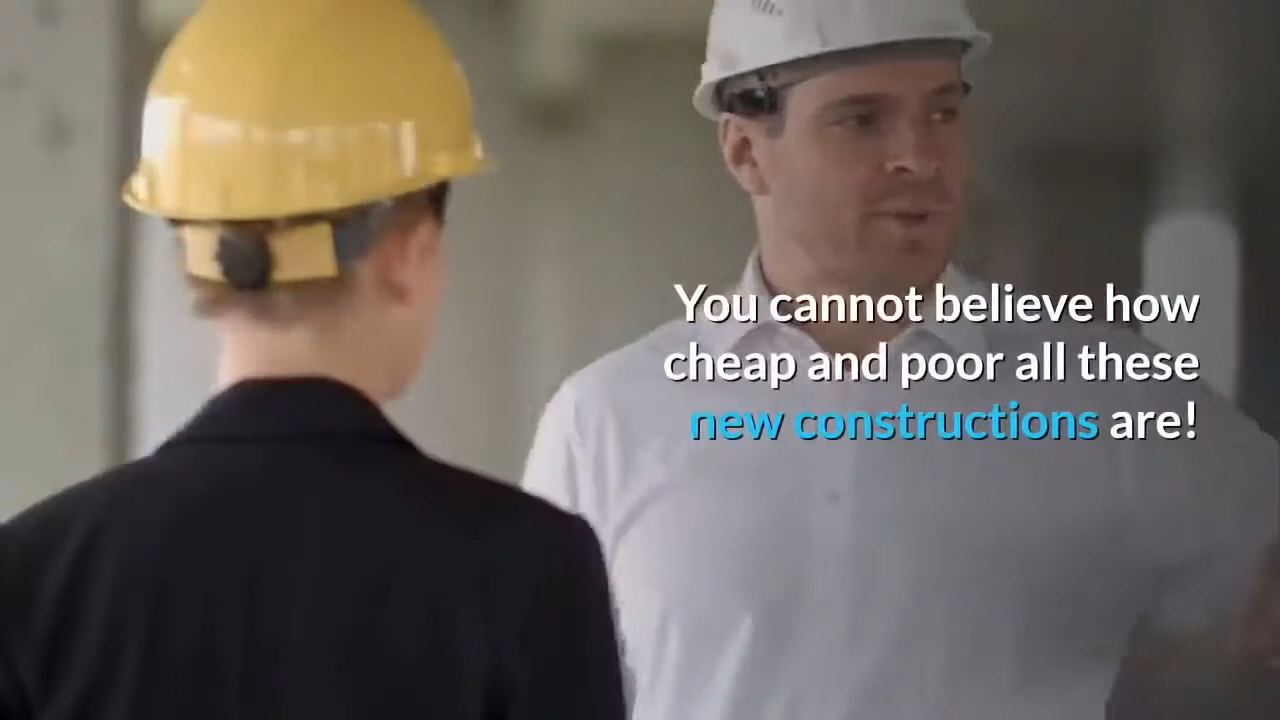 You cannot believe how
cheap and poor all these
new constructions are!